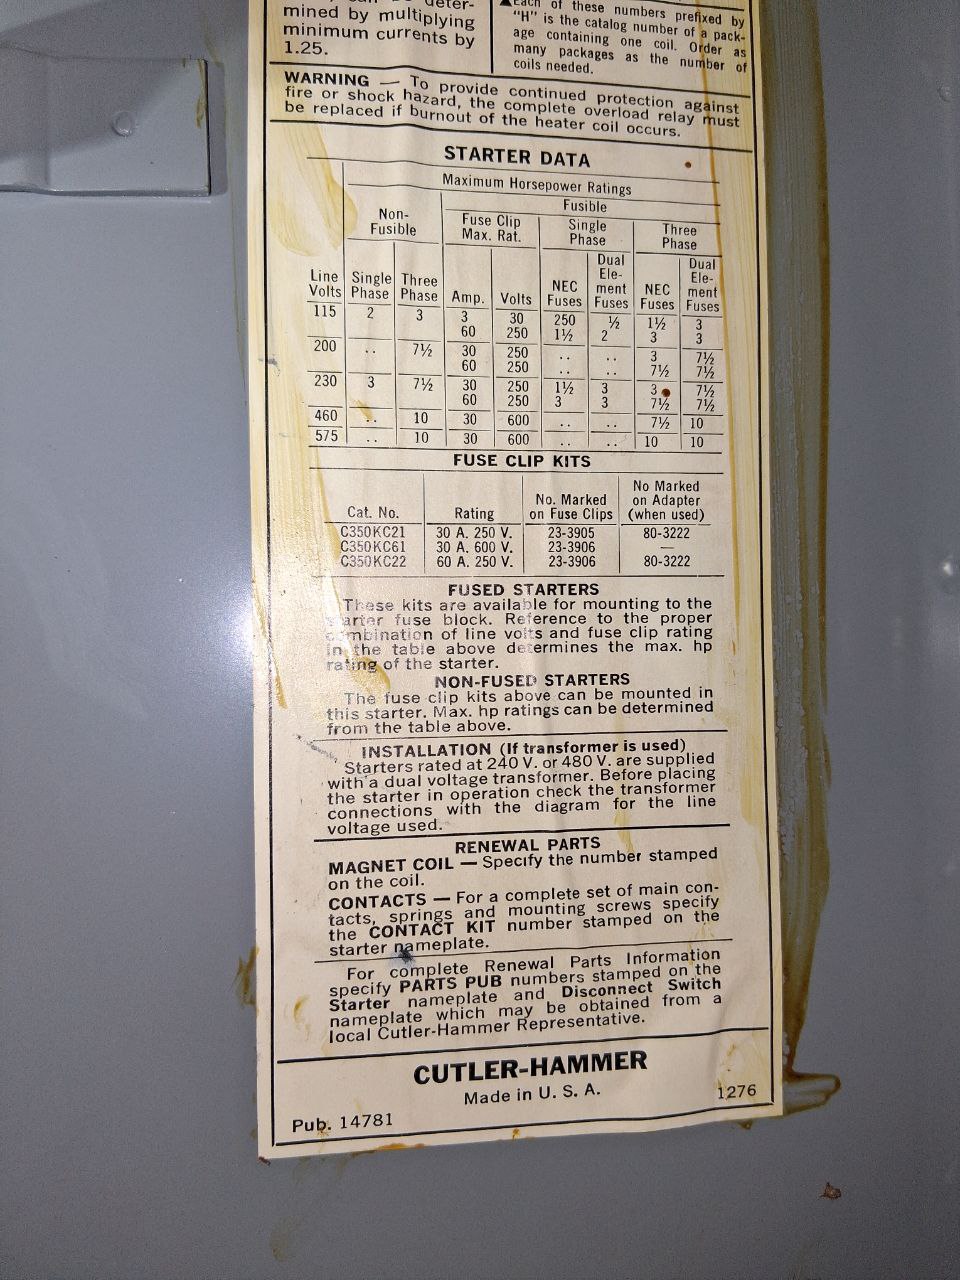 mined by multiplying
minimum currents by
1.25.
▲Each of these numbers prefixed by
"H" is the catalog number of a pack-
age containing one coil. Order as
many packages as the number of
coils needed.
WARNING — To provide continued protection against
fire or shock hazard, the complete overload relay must
be replaced if burnout of the heater coil occurs.
STARTER DATA
Maximum Horsepower Ratings
Fusible
Non-
Fusible
Fuse Clip
Max. Rat.
Single
Phase
Three
Phase
Line
Volts
Single
Phase
Three
Phase
Amp.
Volts
NEC
Fuses
Dual
Ele-
ment
Fuses
NEC
Fuses
Dual
Ele-
ment
Fuses
115 2 3 3 30 250 ½ 1½ 3
60 250 1½ 2 3 3
200 .. 7½ 30 250 .. .. 3 7½
60 250 .. .. 7½ 7½
230 3 7½ 30 250 1½ 3 3 7½
60 250 3 3 7½ 7½
460 .. 10 30 600 .. .. 7½ 10
575 .. 10 30 600 .. .. 10 10
FUSE CLIP KITS
Cat. No.
Rating
No. Marked
on Fuse Clips
No Marked
on Adapter
(when used)
C350KC21 30 A. 250 V. 23-3905 80-3222
C350KC61 30 A. 600 V. 23-3906 —
C350KC22 60 A. 250 V. 23-3906 80-3222
FUSED STARTERS
These kits are available for mounting to the
starter fuse block. Reference to the proper
combination of line volts and fuse clip rating
in the table above determines the max. hp
rating of the starter.
NON-FUSED STARTERS
The fuse clip kits above can be mounted in
this starter. Max. hp ratings can be determined
from the table above.
INSTALLATION (If transformer is used)
Starters rated at 240 V. or 480 V. are supplied
with a dual voltage transformer. Before placing
the starter in operation check the transformer
connections with the diagram for the line
voltage used.
RENEWAL PARTS
MAGNET COIL — Specify the number stamped
on the coil.
CONTACTS — For a complete set of main con-
tacts, springs and mounting screws specify
the CONTACT KIT number stamped on the
starter nameplate.
For complete Renewal Parts Information
specify PARTS PUB numbers stamped on the
Starter nameplate and Disconnect Switch
nameplate which may be obtained from a
local Cutler-Hammer Representative.
CUTLER-HAMMER
Made in U. S. A.
Pub. 14781
1276